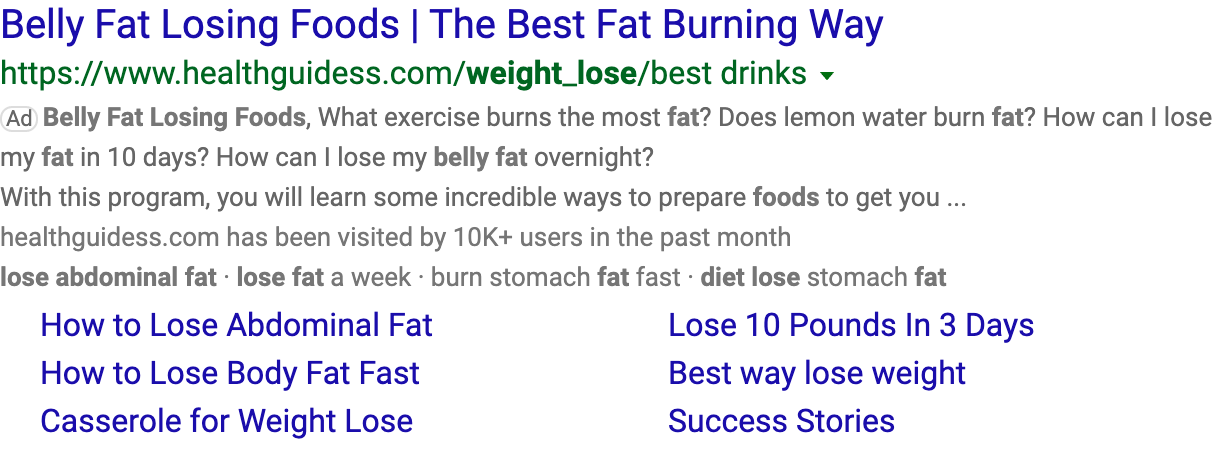 Belly Fat Losing Foods | The Best Fat Burning Way
https://www.healthguidess.com/weight_lose/best drinks
Ad Belly Fat Losing Foods, What exercise burns the most fat? Does lemon water burn fat? How can I lose
my fat in 10 days? How can I lose my belly fat overnight?
With this program, you will learn some incredible ways to prepare foods to get you ...
healthguidess.com has been visited by 10K+ users in the past month
lose abdominal fat · lose fat a week · burn stomach fat fast · diet lose stomach fat
How to Lose Abdominal Fat Lose 10 Pounds In 3 Days
How to Lose Body Fat Fast Best way lose weight
Casserole for Weight Lose Success Stories